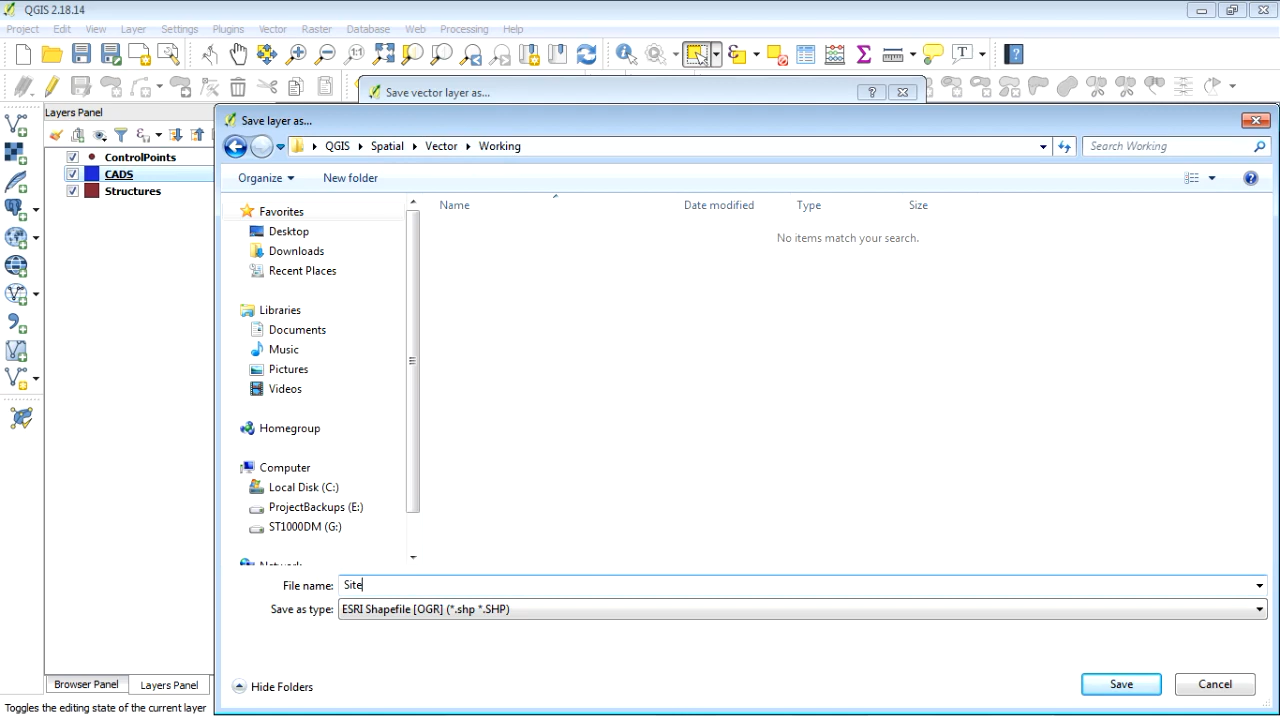 QGIS 2.18.14
Project Edit View Layer Settings Plugins Vector Raster Database Web Processing Help
Save vector layer as...
Layers Panel
Save layer as...
ControlPoints
CADS
Structures
QGIS Spatial Vector Working
Search Working
Organize New folder
Name Date modified Type Size
No items match your search.
Favorites
Desktop
Downloads
Recent Places
Libraries
Documents
Music
Pictures
Videos
Homegroup
Computer
Local Disk (C:)
ProjectBackups (E:)
ST1000DM (G:)
Network
File name: Site
Save as type: ESRI Shapefile [OGR] (*.shp *.SHP)
Hide Folders
Save Cancel
Browser Panel Layers Panel
Toggles the editing state of the current layer